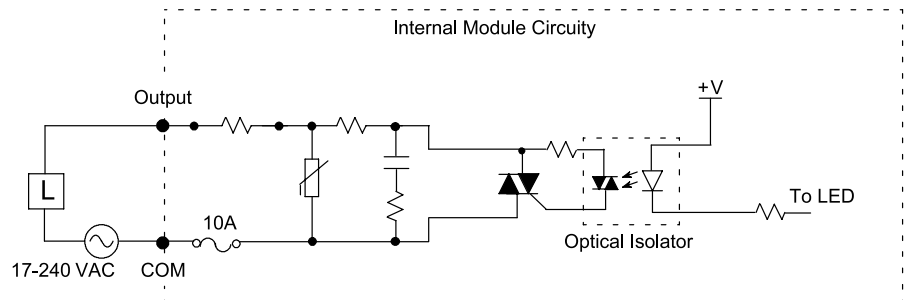 Internal Module Circuity
Output
+V
L
10A
To LED
Optical Isolator
17-240 VAC
COM